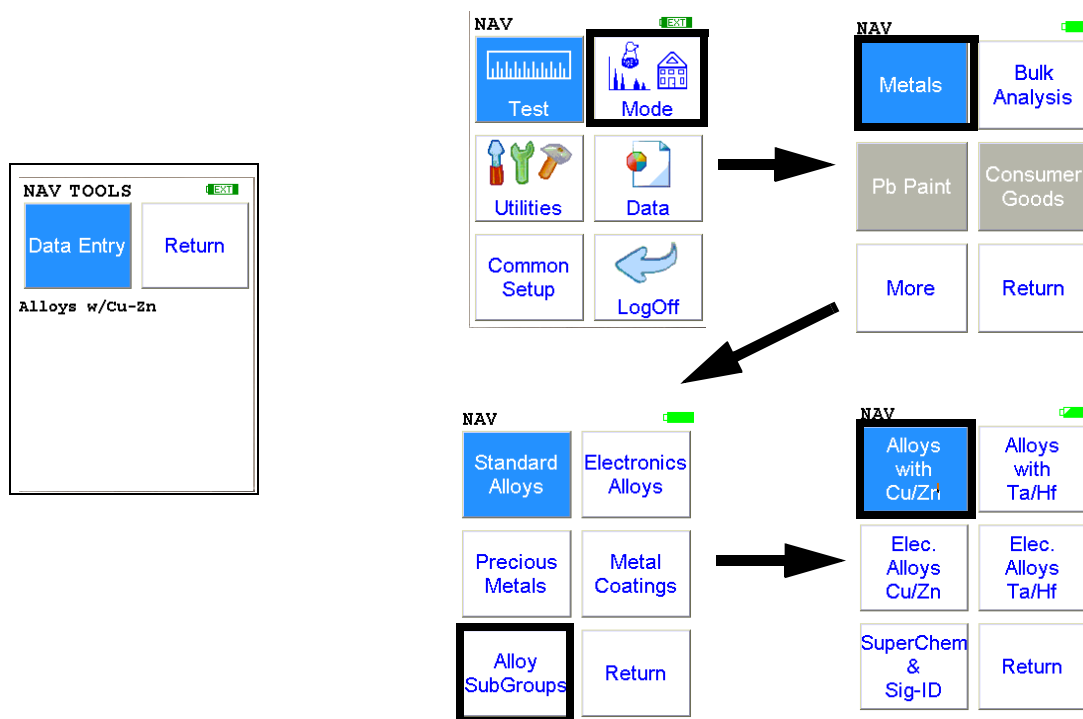 NAV TOOLS
EXT
Data Entry
Return
Alloys w/Cu-Zn
NAV
EXT
Test
Mode
Utilities
Data
Common
Setup
LogOff
NAV
Metals
Bulk
Analysis
Pb Paint
Consumer
Goods
More
Return
NAV
Standard
Alloys
Electronics
Alloys
Precious
Metals
Metal
Coatings
Alloy
SubGroups
Return
NAV
Alloys
with
Cu/Zn
Alloys
with
Ta/Hf
Elec.
Alloys
Cu/Zn
Elec.
Alloys
Ta/Hf
SuperChem
&
Sig-ID
Return